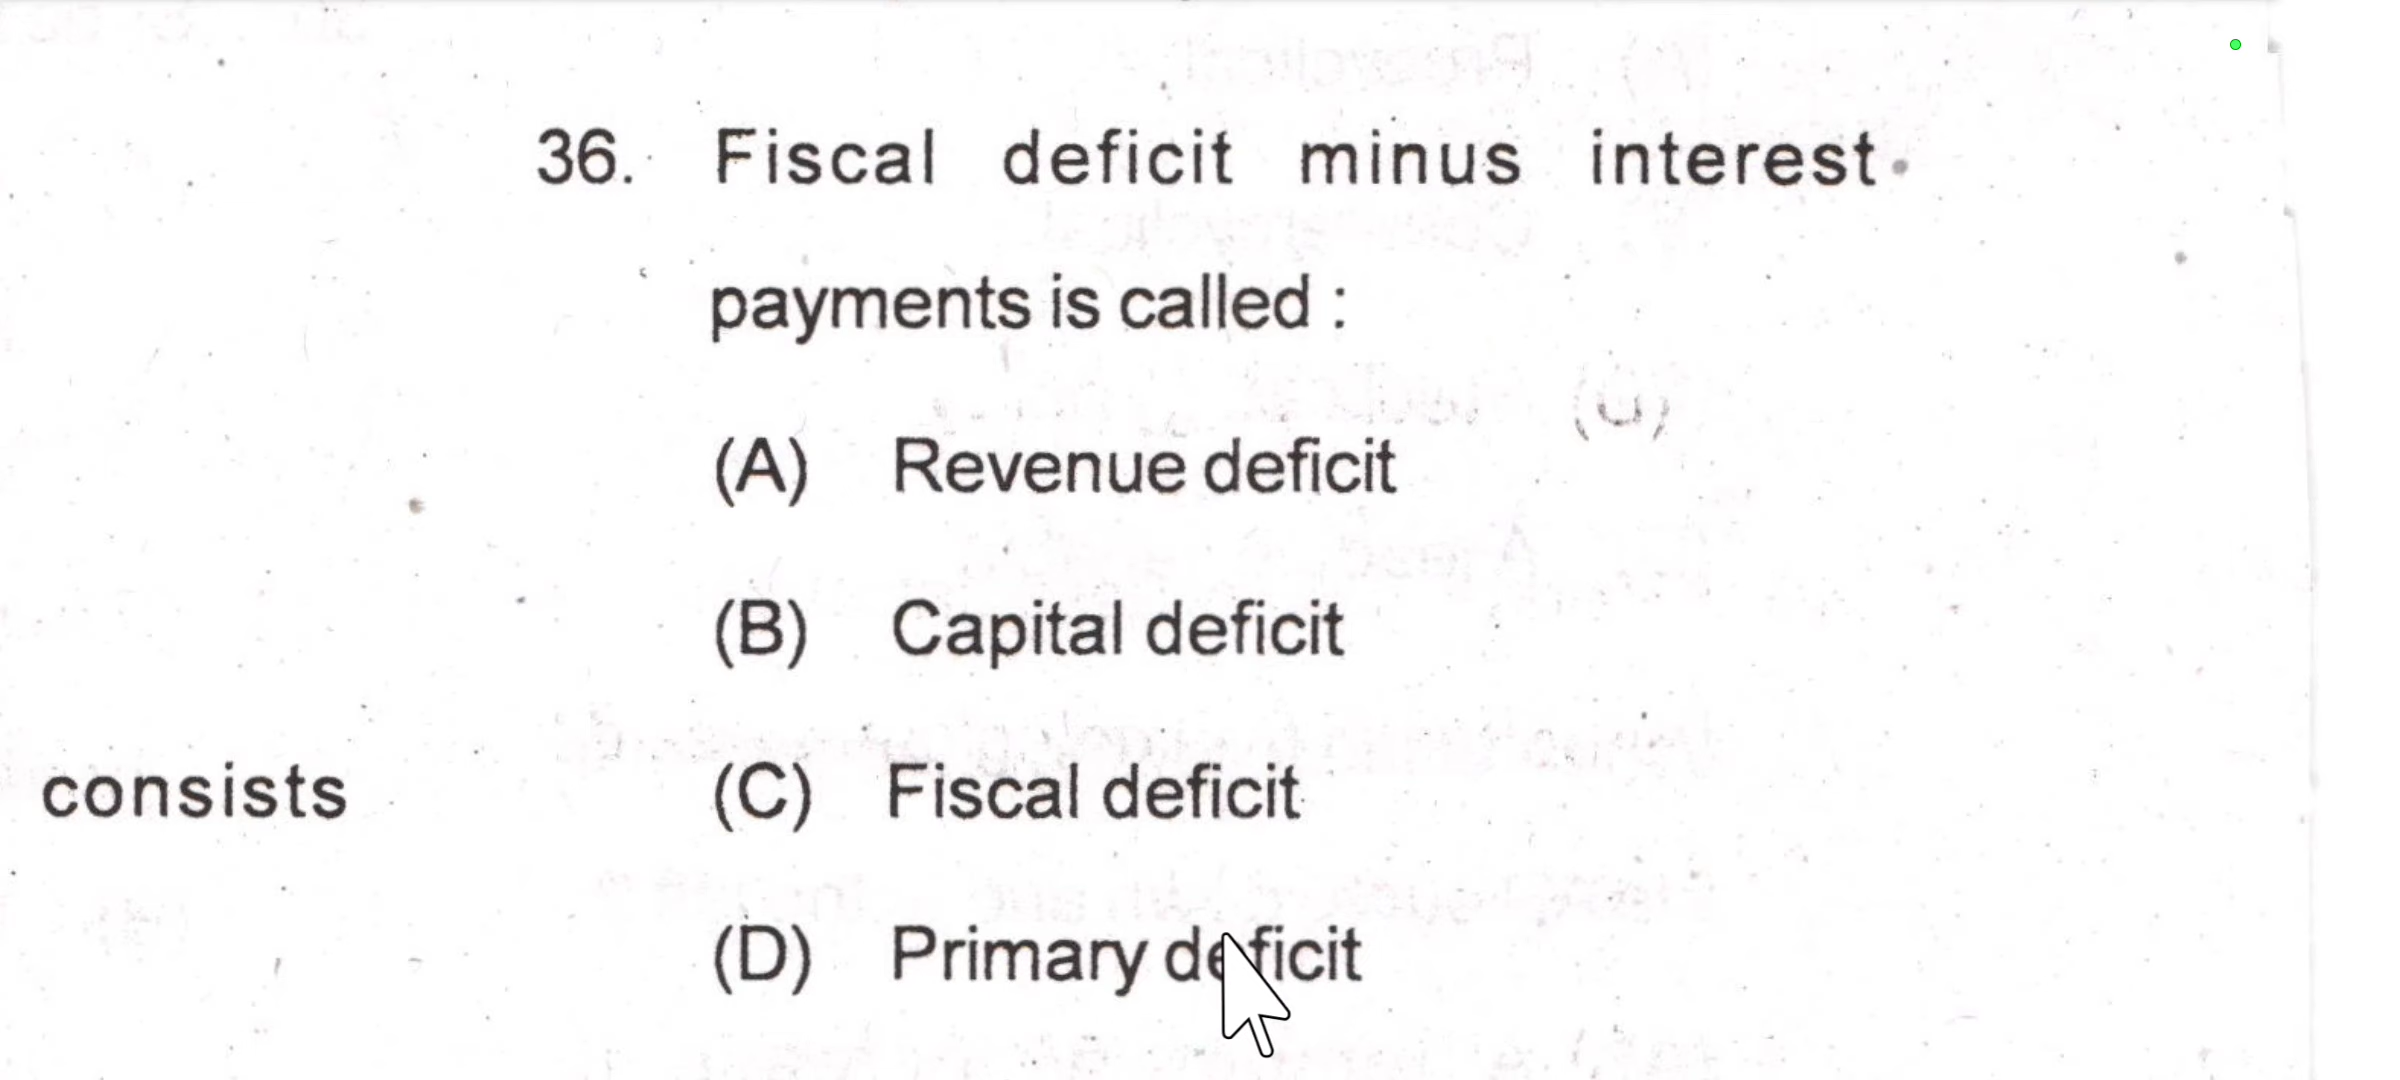 36. Fiscal deficit minus interest
payments is called :
(A) Revenue deficit
(B) Capital deficit
consists
(C) Fiscal deficit
(D) Primary deficit